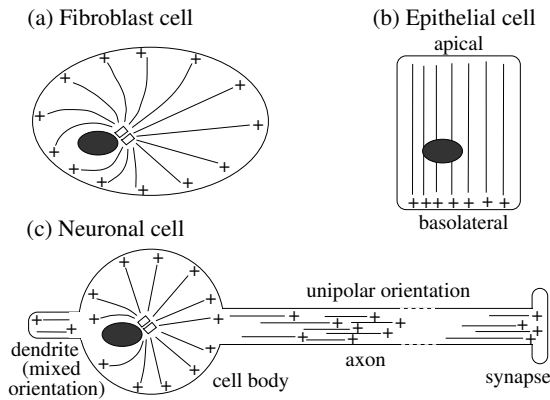 (a) Fibroblast cell
(b) Epithelial cell
apical
basolateral
(c) Neuronal cell
unipolar orientation
dendrite
(mixed
orientation)
cell body
axon
synapse